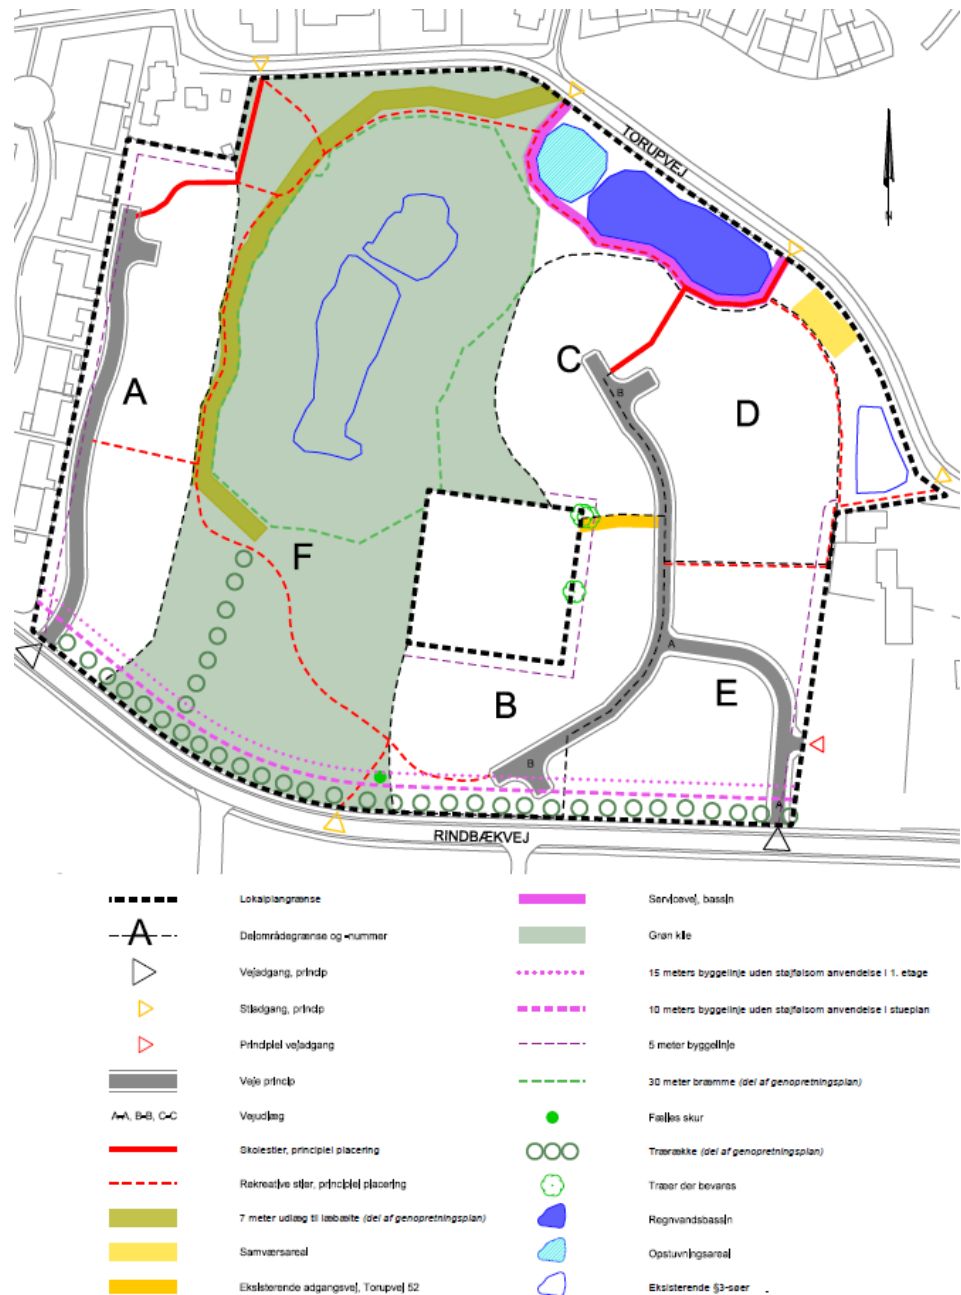 TORUPVEJ
N
A
C
B
D
F
A
B
E
B
A
RINDBÆKVEJ
Lokalplangrænse
A Delområdegrænse og -nummer
Vejadgang, princip
Stiadgang, princip
Principiel vejadgang
Veje princip
A-A, B-B, C-C Vejudlæg
Skolestier, principiel placering
Rekreative stier, principiel placering
7 meter udlæg til læbælte (del af genopretningsplan)
Samværsareal
Eksisterende adgangsvej, Torupvej 52
Servicevej, bassin
Grøn kile
15 meters byggelinje uden støjfølsom anvendelse i 1. etage
10 meters byggelinje uden støjfølsom anvendelse i stueplan
5 meter byggelinje
30 meter bræmme (del af genopretningsplan)
Fælles skur
Trærække (del af genopretningsplan)
Træer der bevares
Regnvandsbassin
Opstuvningsareal
Eksisterende §3-søer